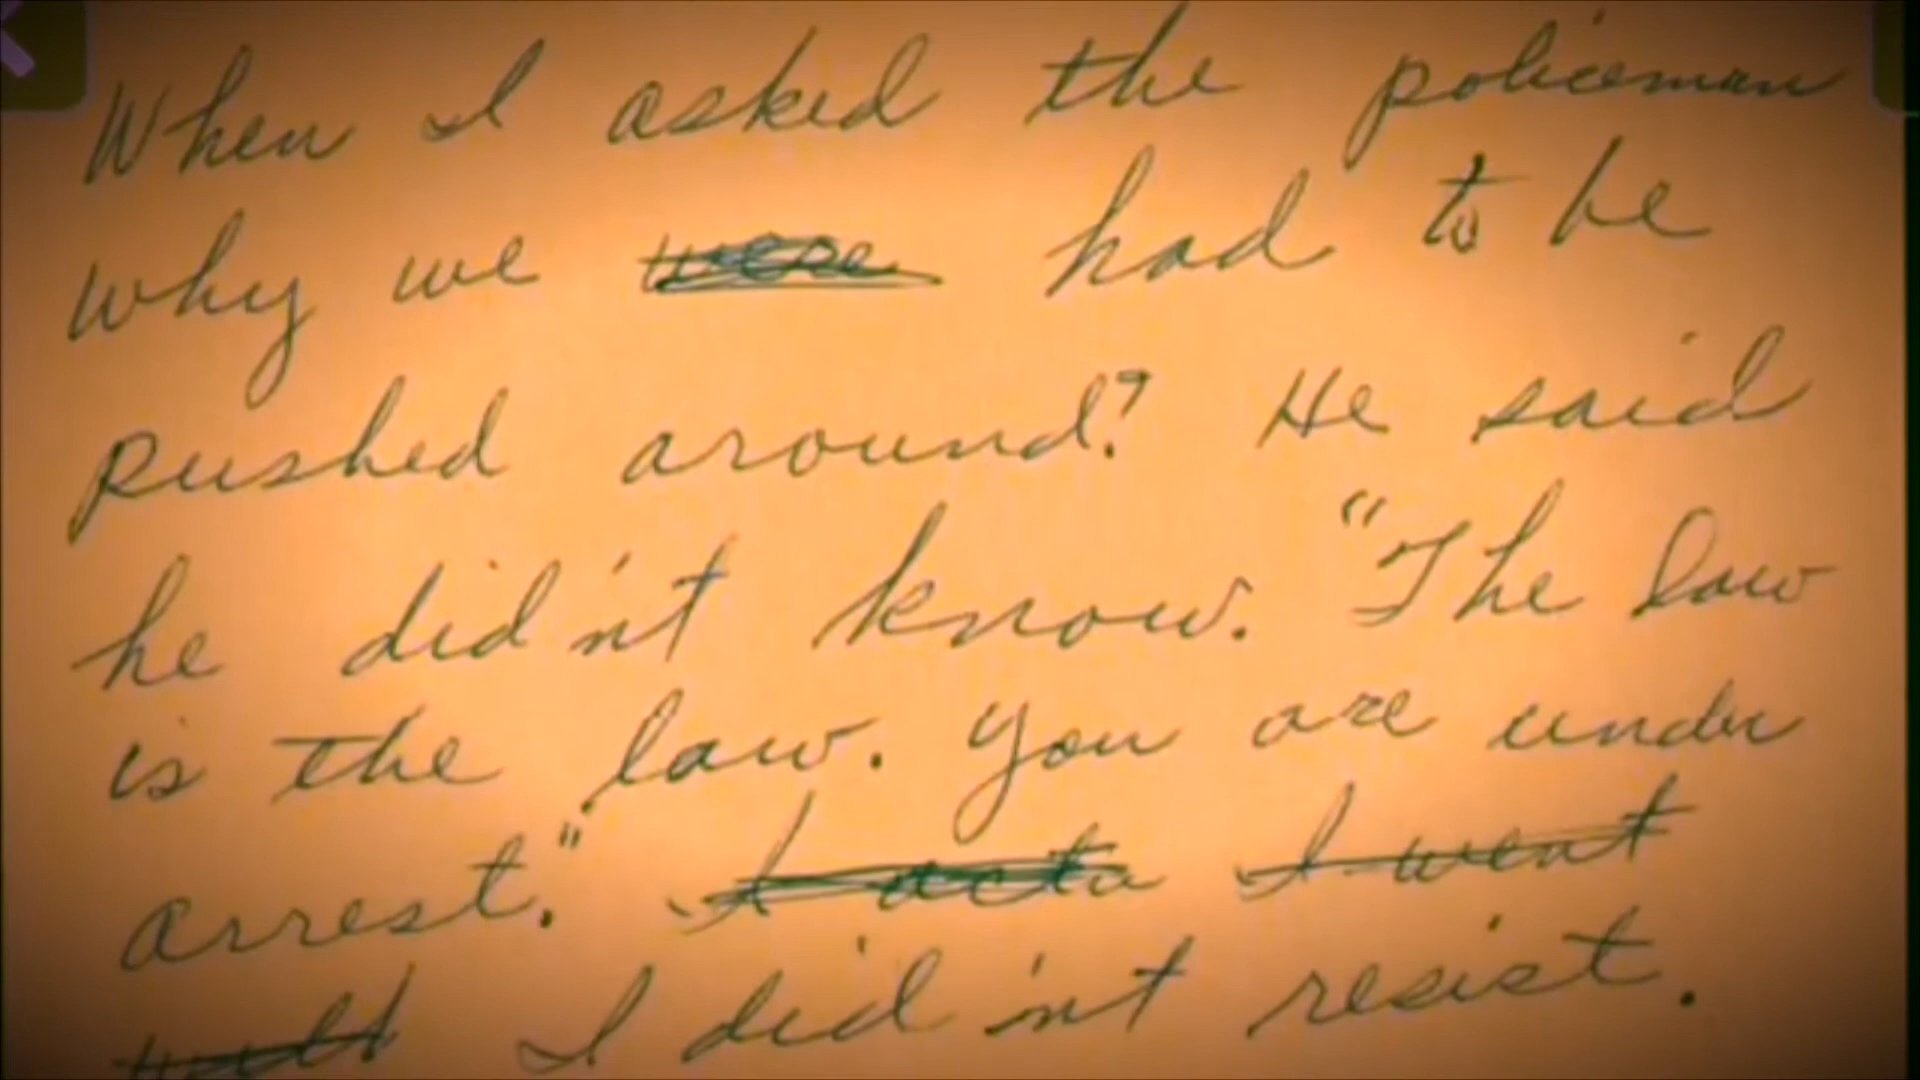 When I asked the policeman
why we were had to be
pushed around? He said
he did'nt know. "The law
is the law. You are under
arrest." I I went
I did'nt resist.